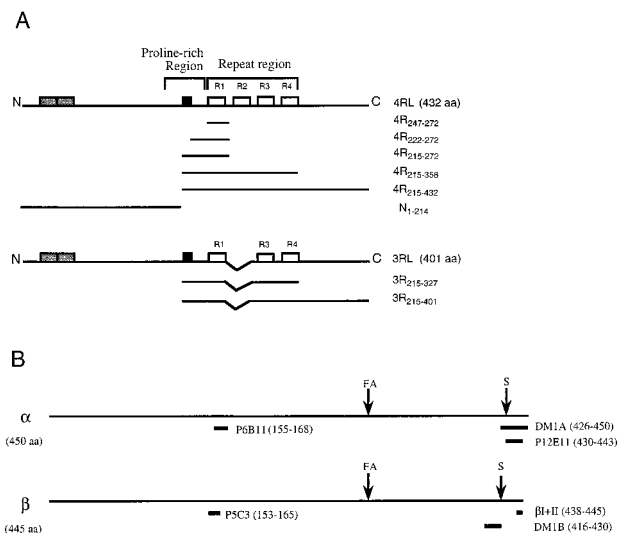 A
Proline-rich
Region
Repeat region
R1 R2 R3 R4
N C 4RL (432 aa)
4R247-272
4R222-272
4R215-272
4R215-356
4R215-432
N1-214
R1 R3 R4
N C 3RL (401 aa)
3R215-327
3R215-401
B
FA S
α
(450 aa)
P6B11 (155-168)
DM1A (426-450)
P12E11 (430-443)
FA S
β
(445 aa)
P5C3 (153-165)
βI+II (438-445)
DM1B (416-430)